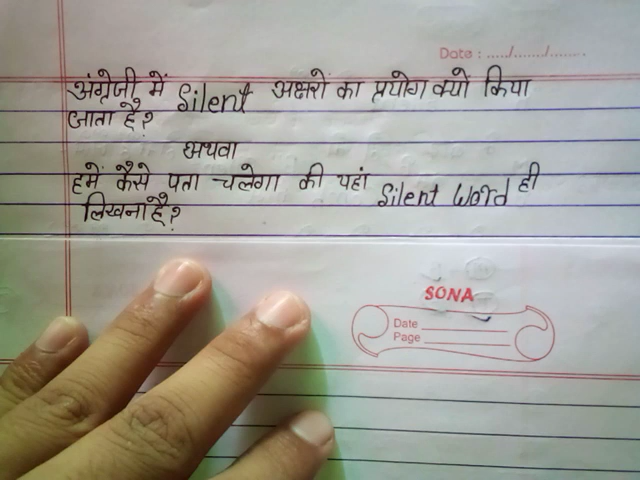 Date : ...../....../........
अंग्रेजी में Silent अक्षरों का प्रयोग क्यो किया
जाता है?
अथवा
हमें कैसे पता चलेगा की यहां Silent Word ही
लिखना है?
SONA
Date
Page